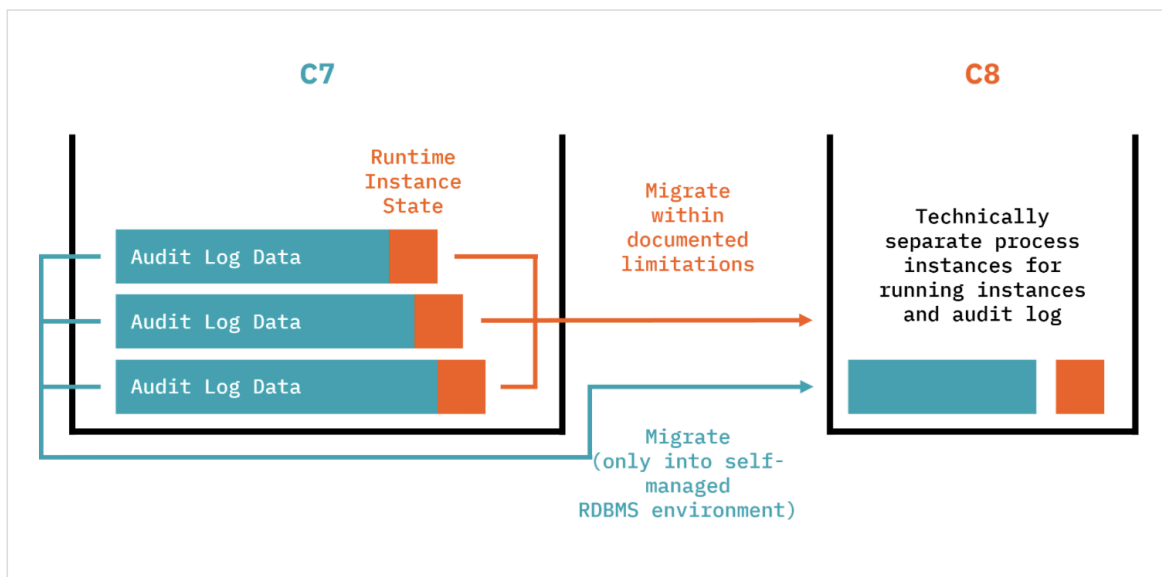 C7
C8
Runtime
Instance
State
Audit Log Data
Audit Log Data
Audit Log Data
Migrate
within
documented
limitations
Migrate
(only into self-
managed
RDBMS environment)
Technically
separate process
instances for
running instances
and audit log